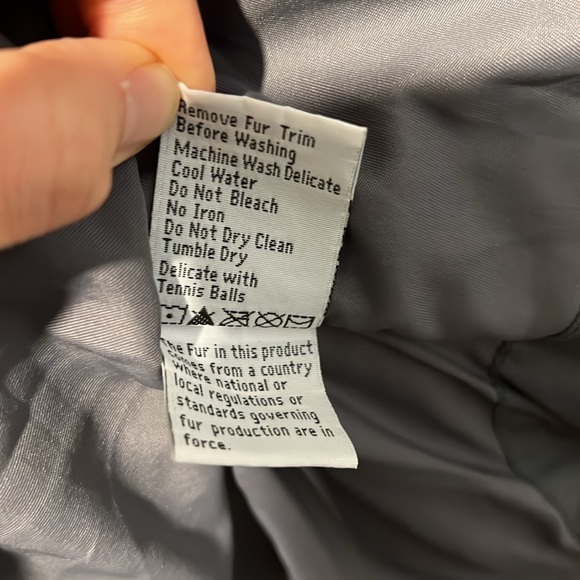 Remove Fur Trim
Before Washing
Machine Wash Delicate
Cool Water
Do Not Bleach
No Iron
Do Not Dry Clean
Tumble Dry
Delicate with
Tennis Balls
The Fur in this product
comes from a country
where national or
local regulations or
standards governing
fur production are in
force.